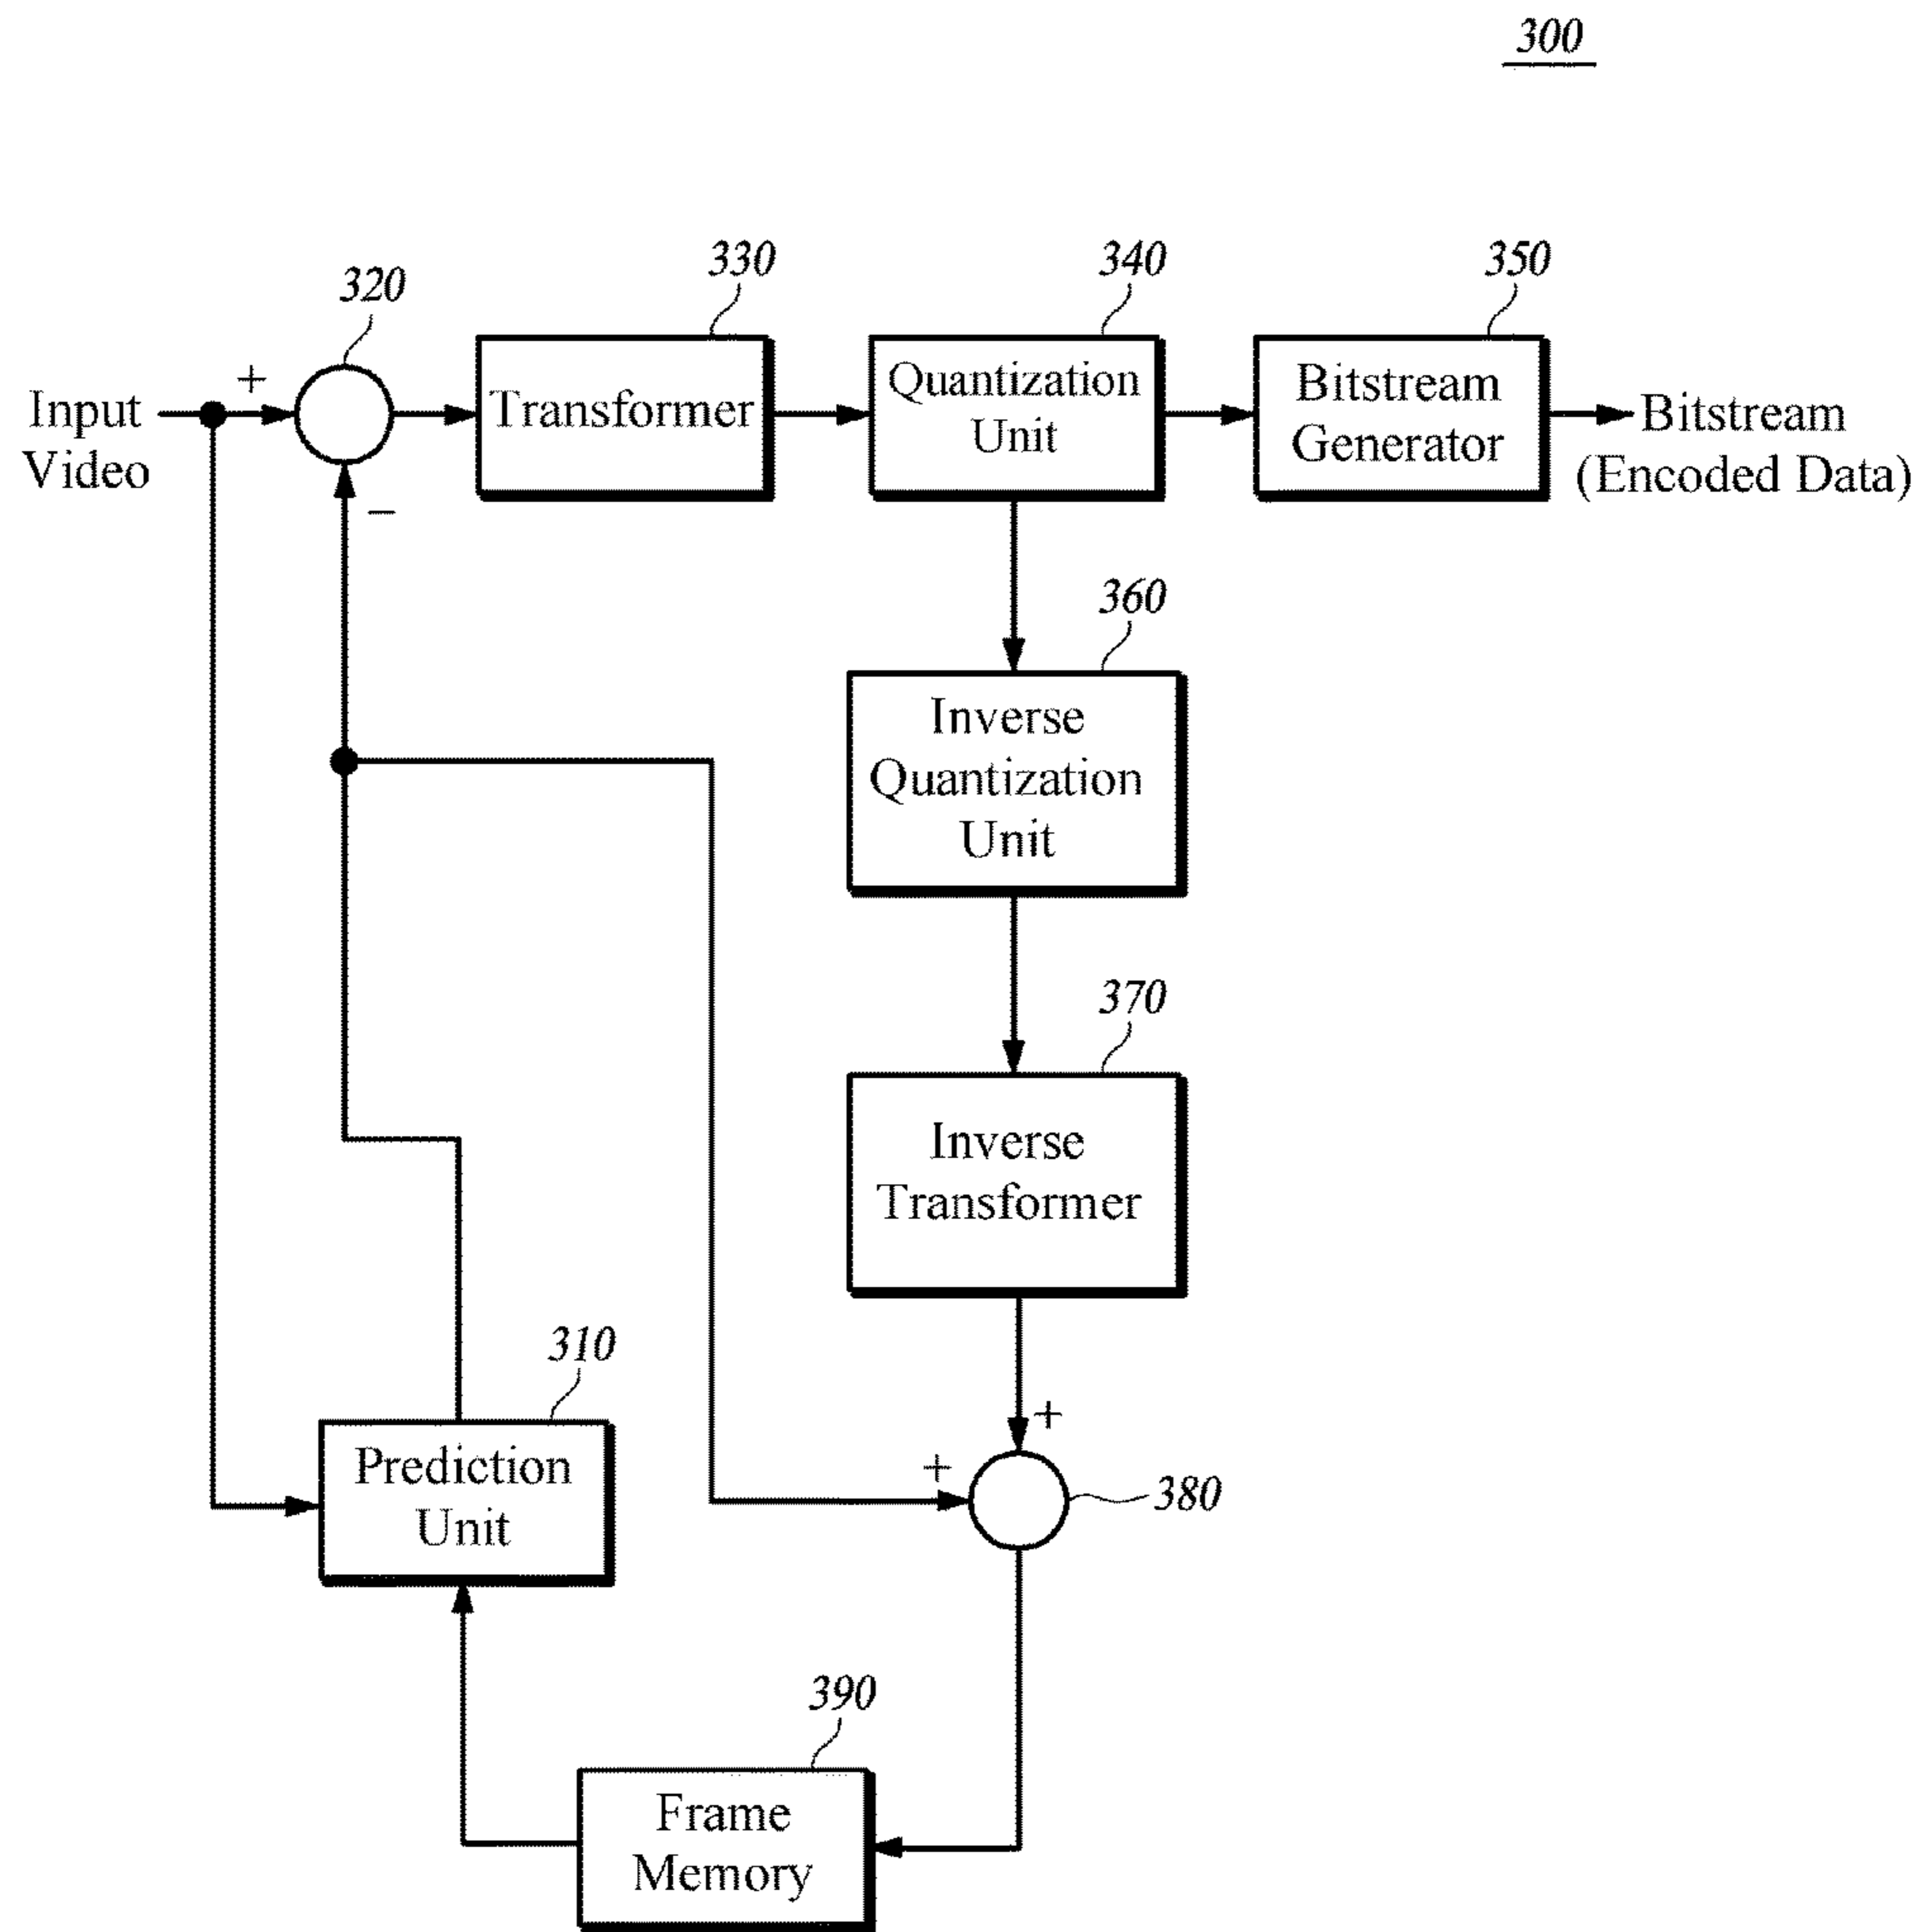 300
330
340
350
320
+
Input
Video
Transformer
Quantization
Unit
Bitstream
Generator
Bitstream
(Encoded Data)
−
360
Inverse
Quantization
Unit
370
Inverse
Transformer
310
+
Prediction
Unit
+
380
390
Frame
Memory